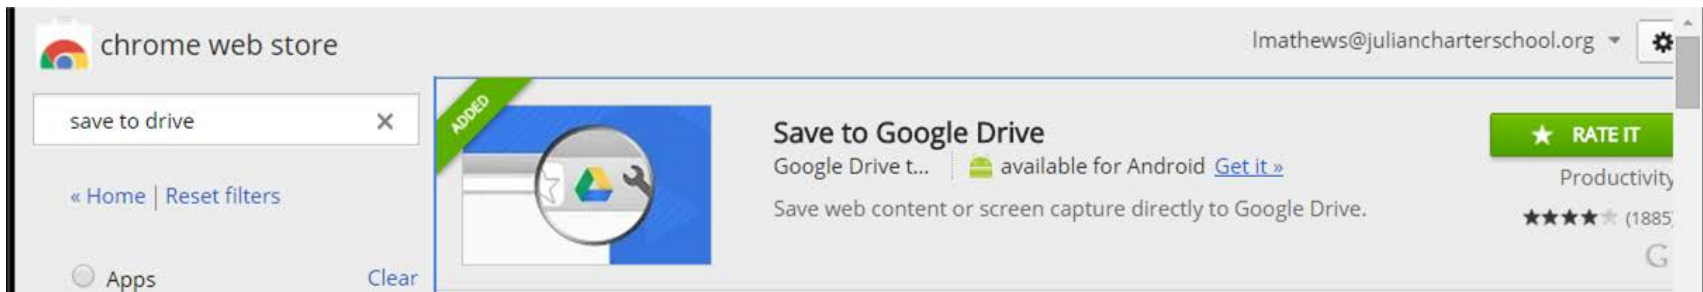 chrome web store
lmathews@juliancharterschool.org
save to drive
« Home | Reset filters
Apps
Clear
ADDED
Save to Google Drive
Google Drive t...
available for Android Get it »
Save web content or screen capture directly to Google Drive.
RATE IT
Productivity
(1885
G